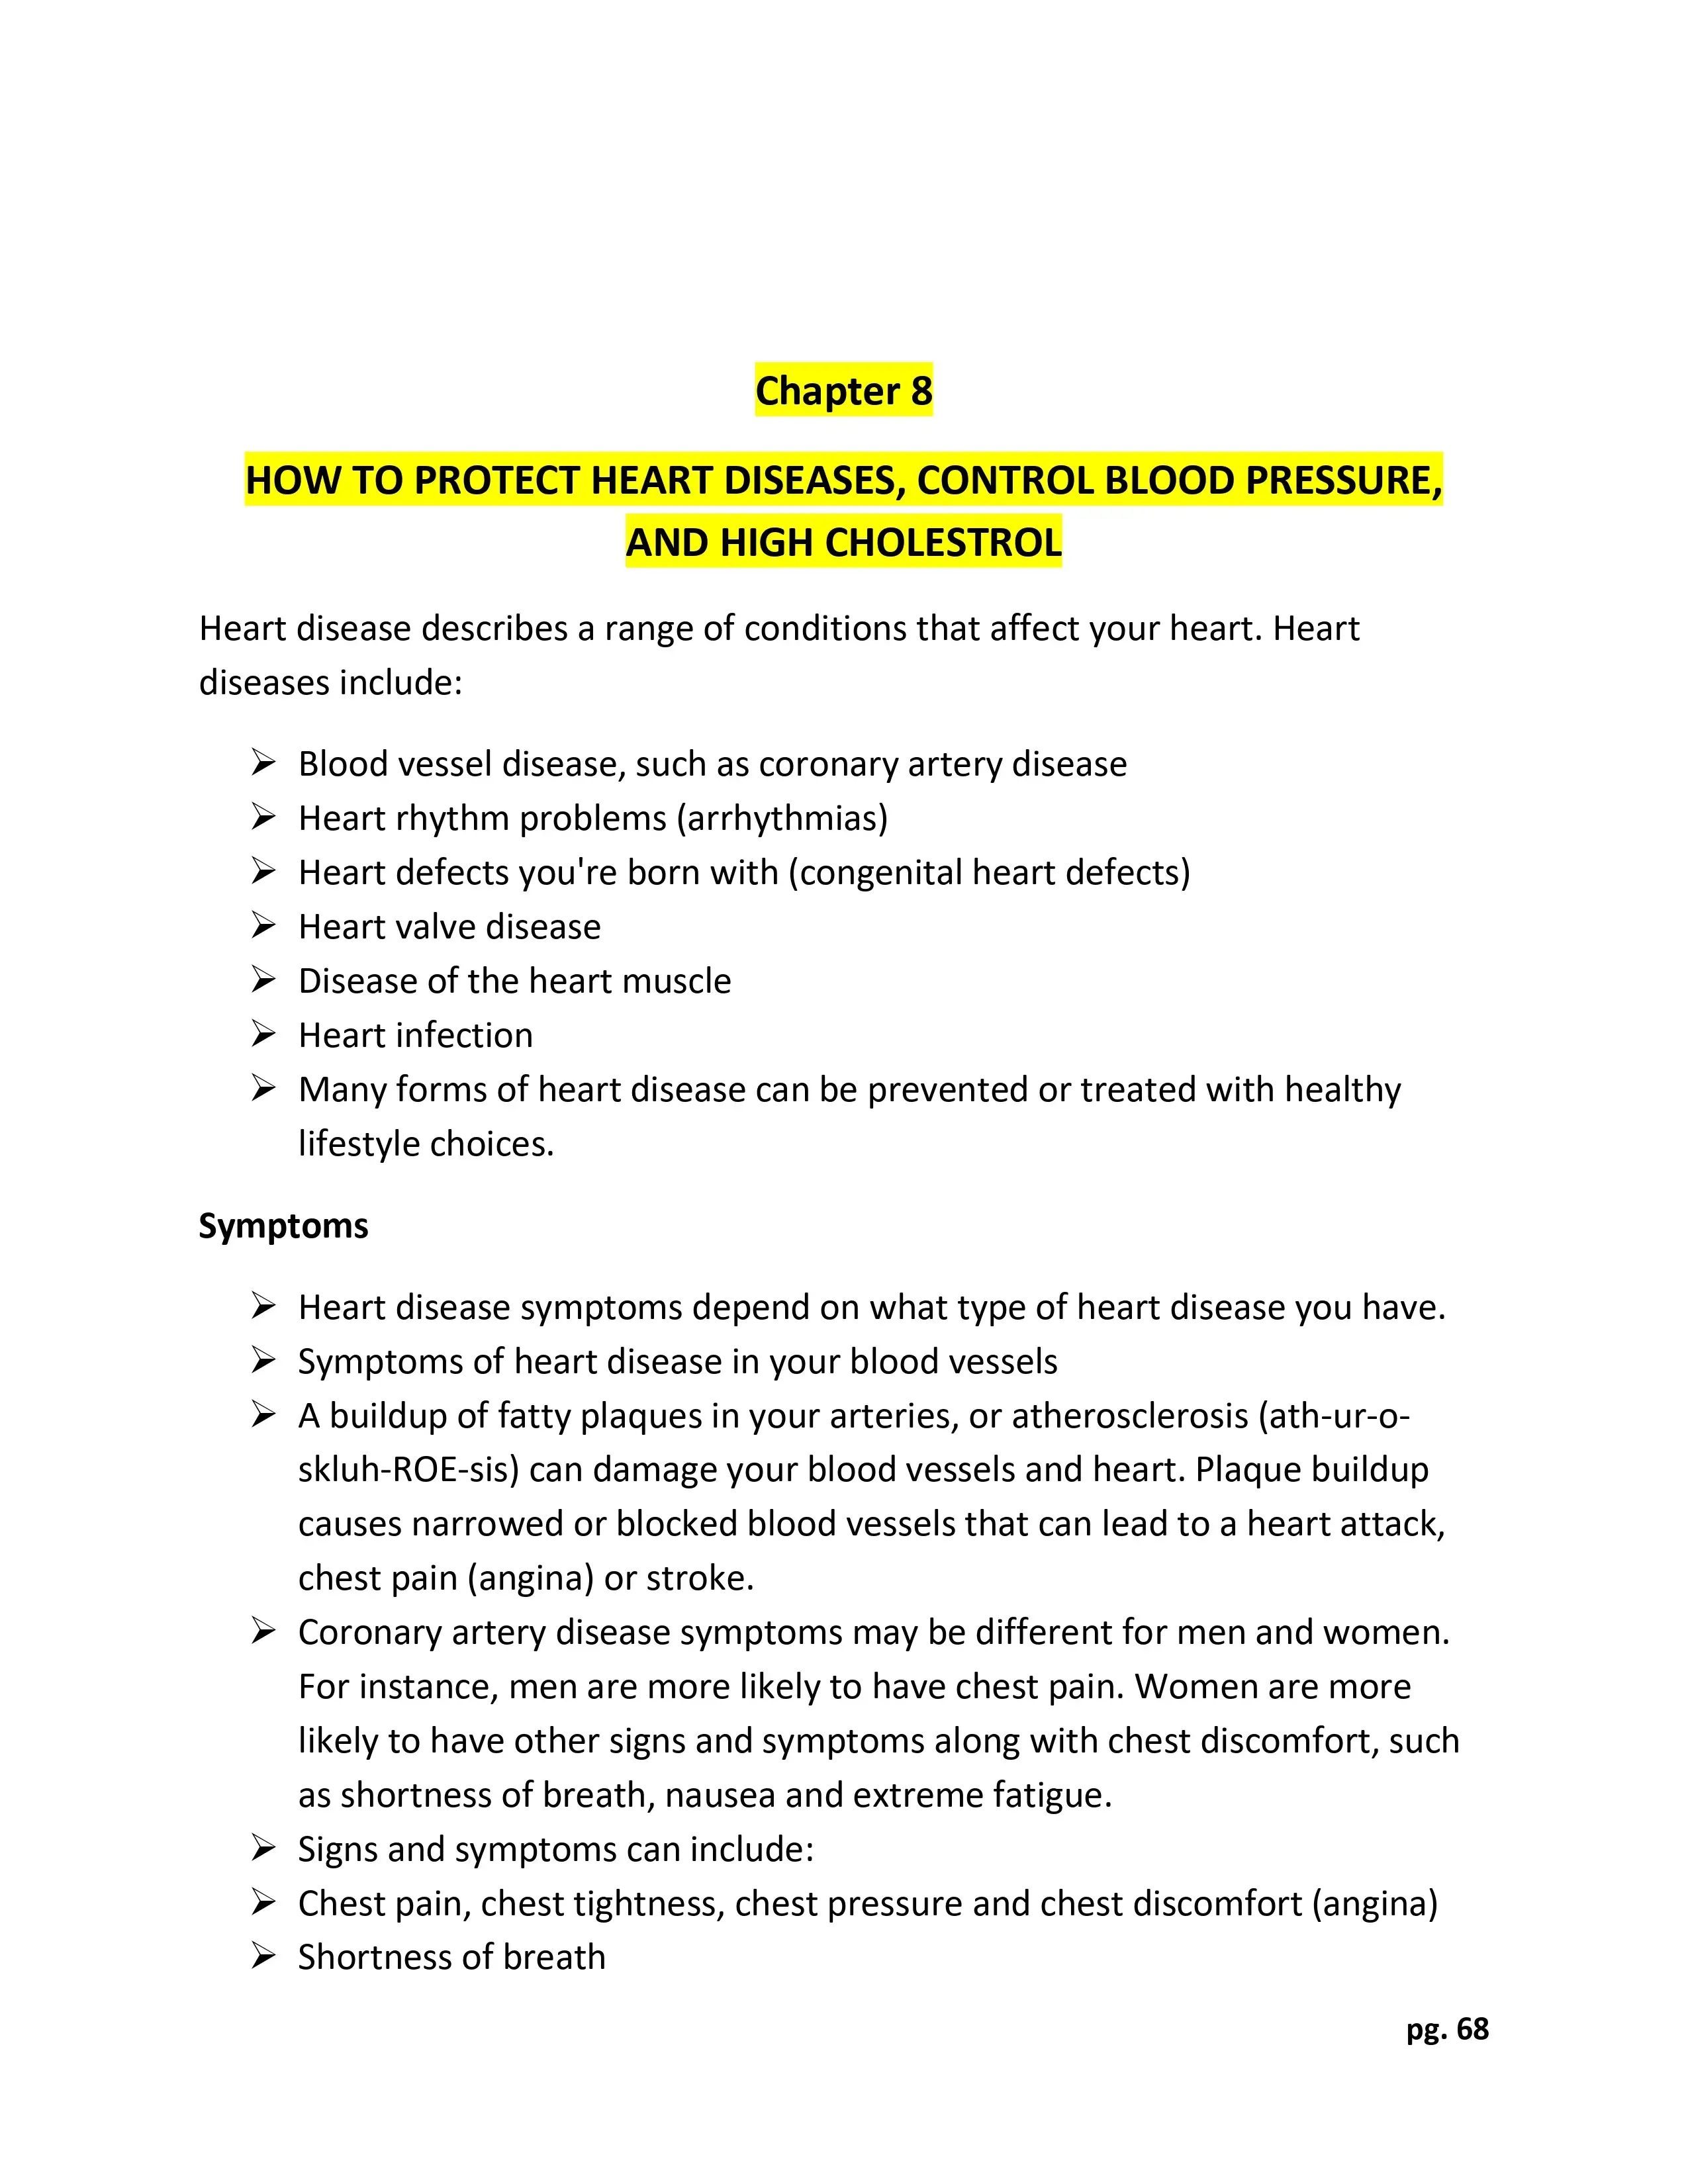 Chapter 8
HOW TO PROTECT HEART DISEASES, CONTROL BLOOD PRESSURE,
AND HIGH CHOLESTROL
Heart disease describes a range of conditions that affect your heart. Heart
diseases include:
➢ Blood vessel disease, such as coronary artery disease
➢ Heart rhythm problems (arrhythmias)
➢ Heart defects you're born with (congenital heart defects)
➢ Heart valve disease
➢ Disease of the heart muscle
➢ Heart infection
➢ Many forms of heart disease can be prevented or treated with healthy
lifestyle choices.
Symptoms
➢ Heart disease symptoms depend on what type of heart disease you have.
➢ Symptoms of heart disease in your blood vessels
➢ A buildup of fatty plaques in your arteries, or atherosclerosis (ath-ur-o-
skluh-ROE-sis) can damage your blood vessels and heart. Plaque buildup
causes narrowed or blocked blood vessels that can lead to a heart attack,
chest pain (angina) or stroke.
➢ Coronary artery disease symptoms may be different for men and women.
For instance, men are more likely to have chest pain. Women are more
likely to have other signs and symptoms along with chest discomfort, such
as shortness of breath, nausea and extreme fatigue.
➢ Signs and symptoms can include:
➢ Chest pain, chest tightness, chest pressure and chest discomfort (angina)
➢ Shortness of breath
pg. 68